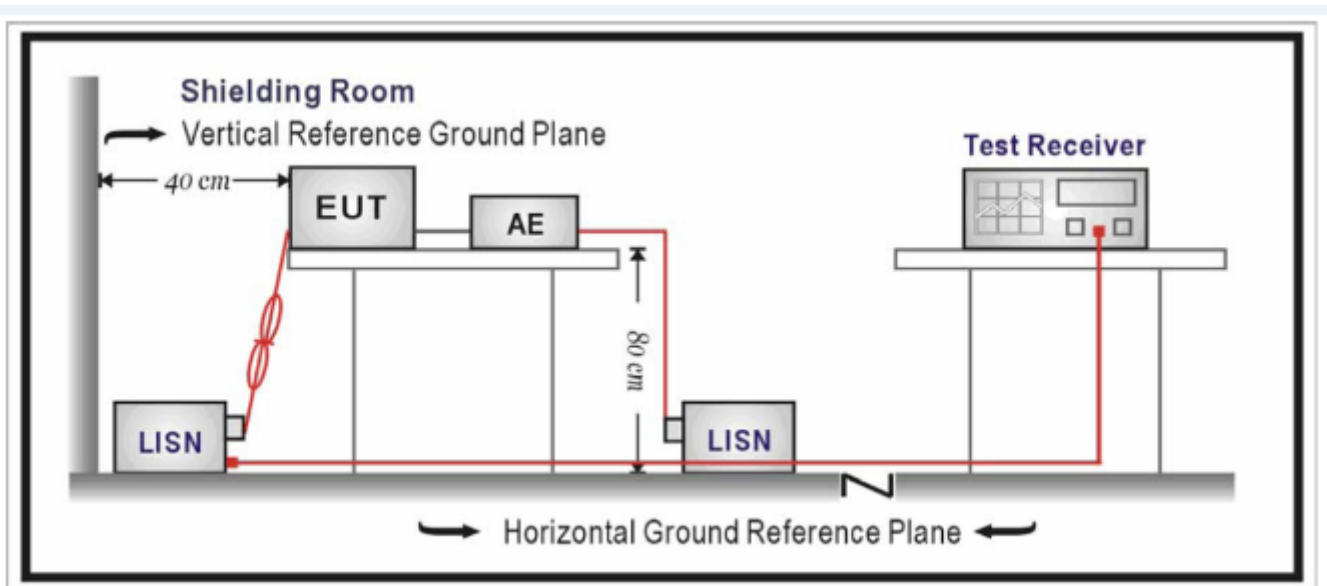 Shielding Room
Vertical Reference Ground Plane
Test Receiver
40 cm
EUT
AE
80 cm
LISN
LISN
Horizontal Ground Reference Plane